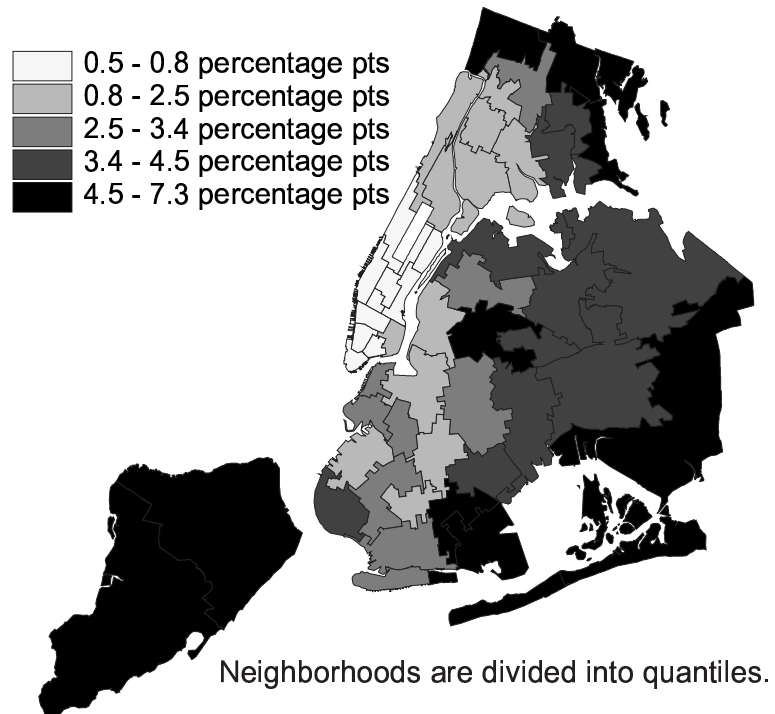 0.5 - 0.8 percentage pts
0.8 - 2.5 percentage pts
2.5 - 3.4 percentage pts
3.4 - 4.5 percentage pts
4.5 - 7.3 percentage pts
Neighborhoods are divided into quantiles.